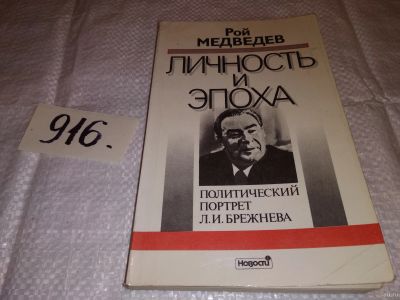 Рой
МЕДВЕДЕВ
ЛИЧНОСТЬ
И
ЭПОХА
ПОЛИТИЧЕСКИЙ
ПОРТРЕТ
Л.И. БРЕЖНЕВА
Новости
916.